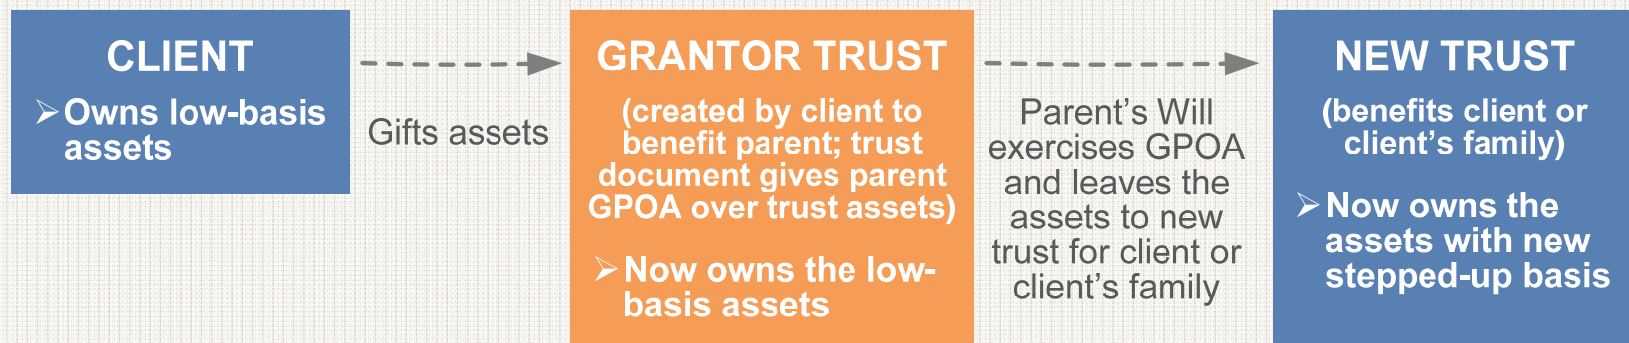 CLIENT
➢Owns low-basis
assets
Gifts assets
GRANTOR TRUST
(created by client to
benefit parent; trust
document gives parent
GPOA over trust assets)
➢Now owns the low-
basis assets
Parent’s Will
exercises GPOA
and leaves the
assets to new
trust for client or
client’s family
NEW TRUST
(benefits client or
client’s family)
➢Now owns the
assets with new
stepped-up basis